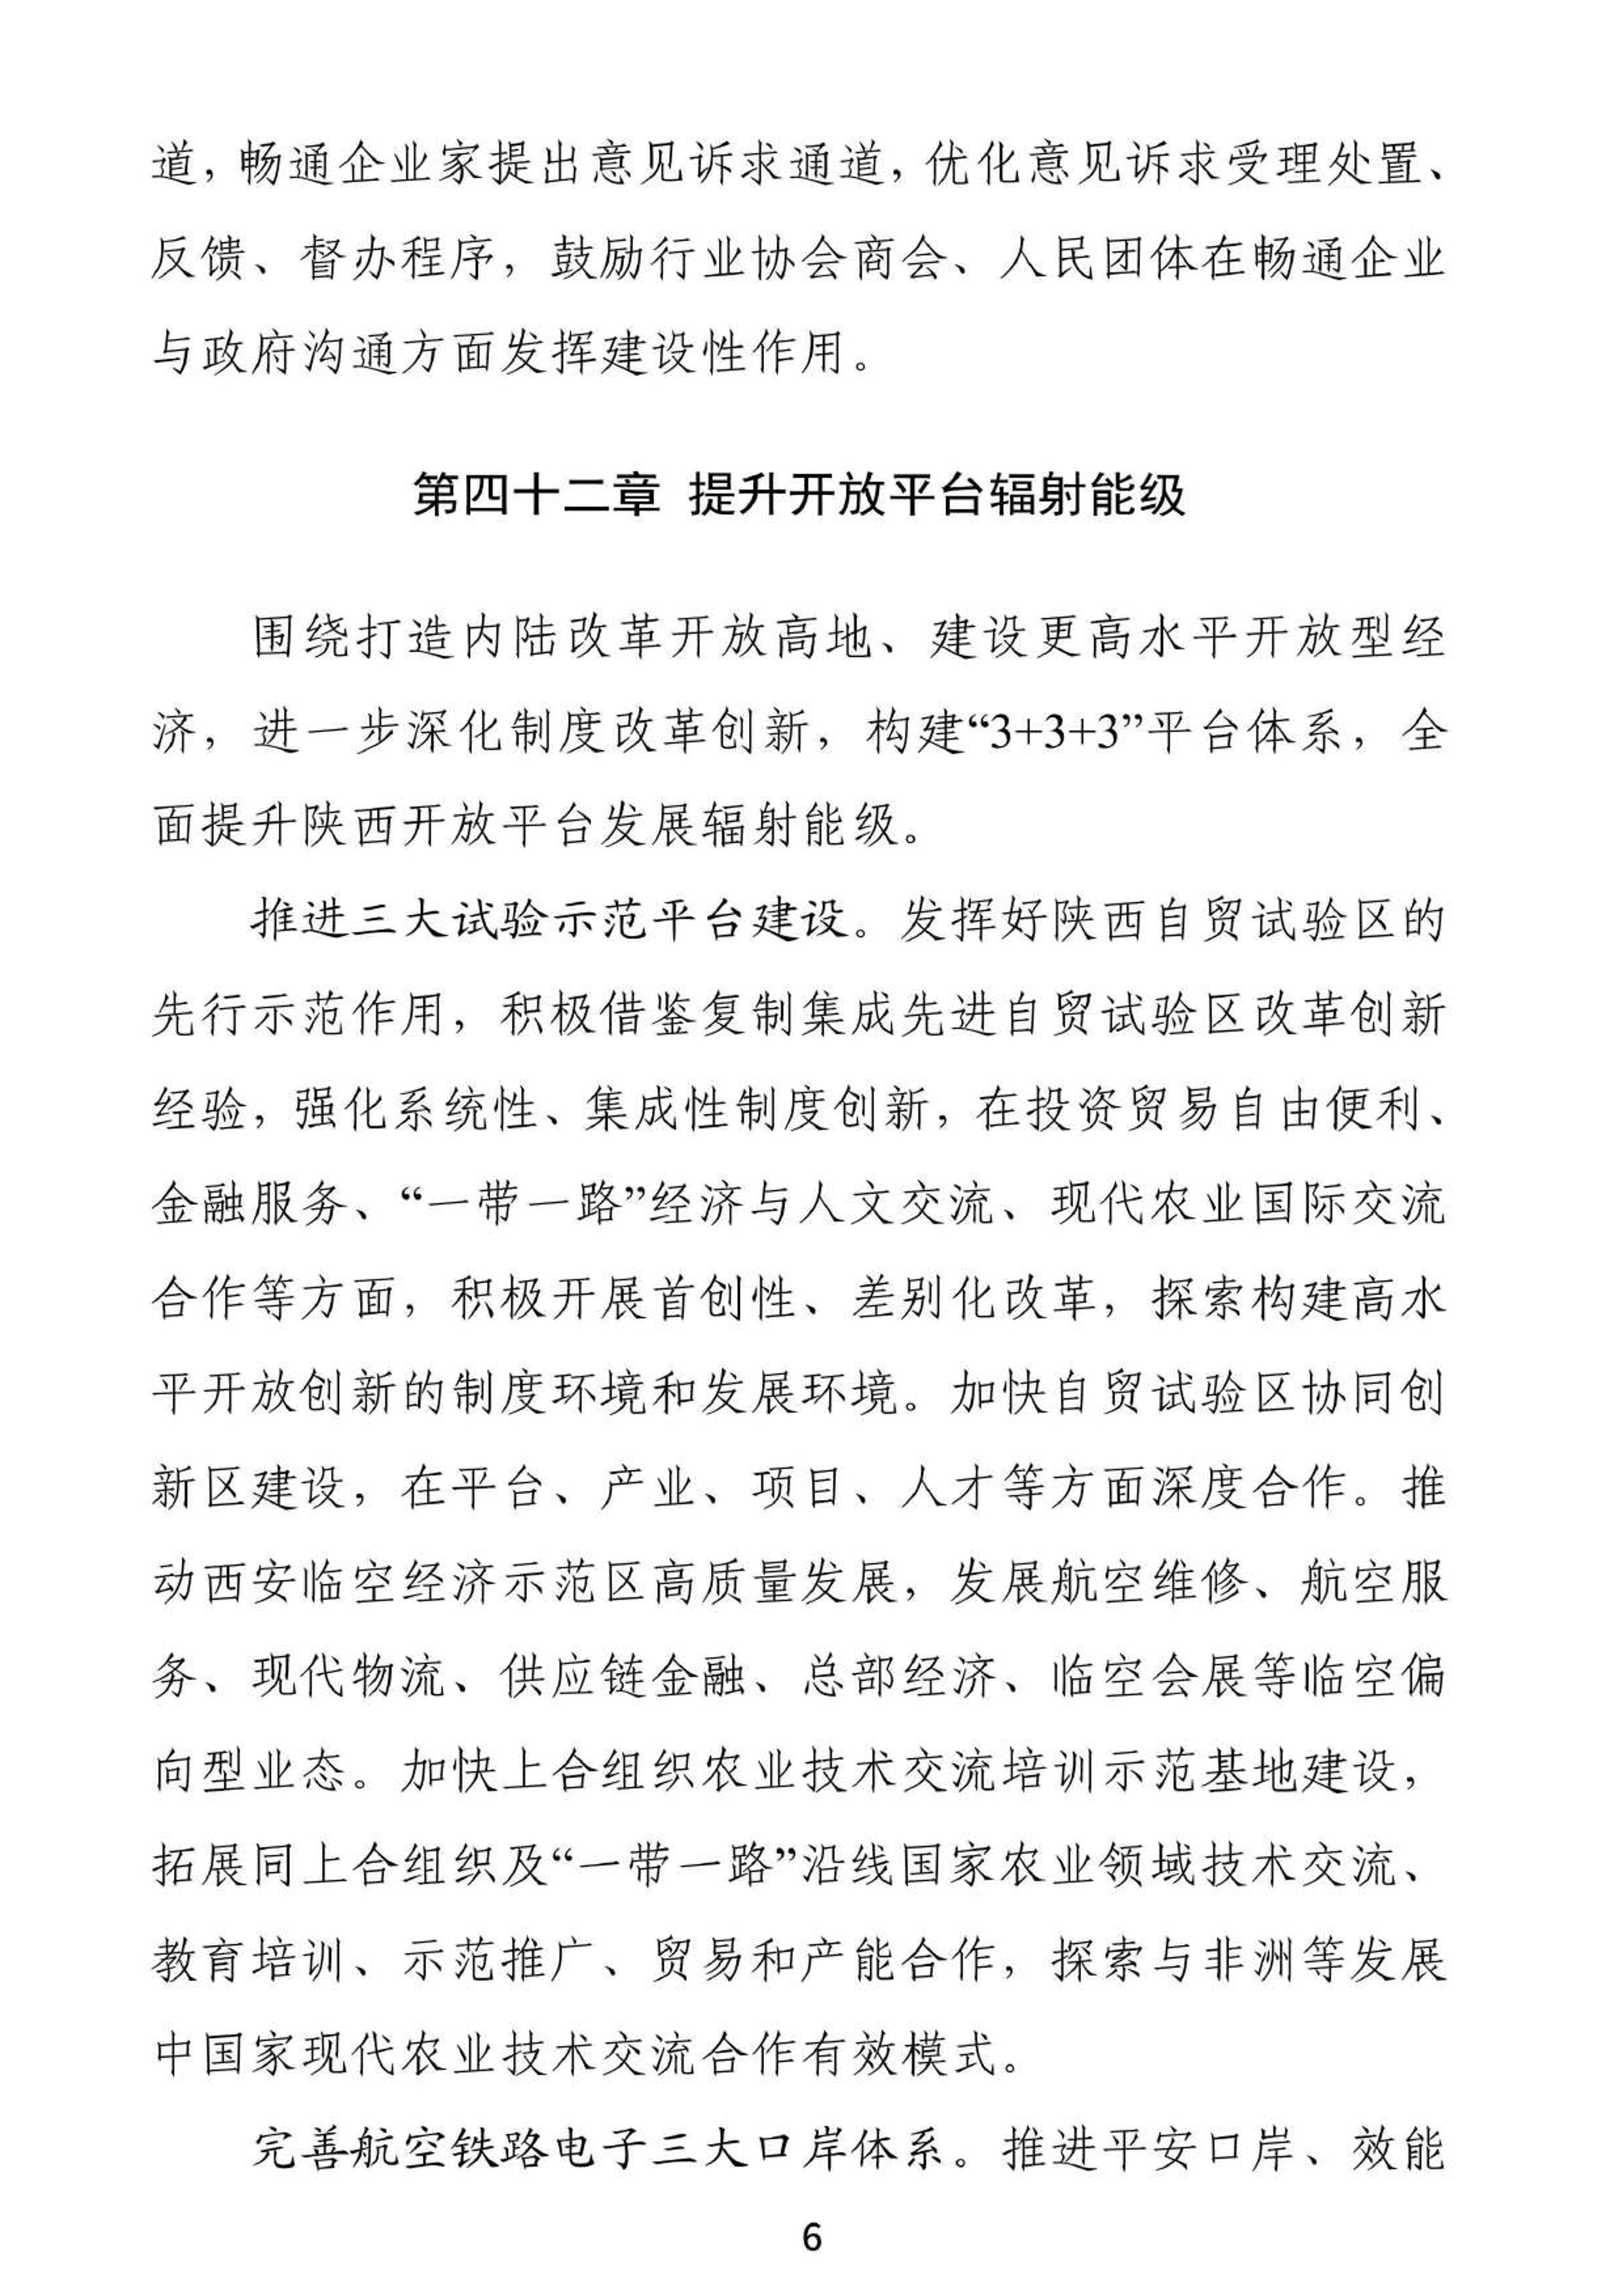 道，畅通企业家提出意见诉求通道，优化意见诉求受理处置、
反馈、督办程序，鼓励行业协会商会、人民团体在畅通企业
与政府沟通方面发挥建设性作用。
第四十二章 提升开放平台辐射能级
围绕打造内陆改革开放高地、建设更高水平开放型经
济，进一步深化制度改革创新，构建“3+3+3”平台体系，全
面提升陕西开放平台发展辐射能级。
推进三大试验示范平台建设。发挥好陕西自贸试验区的
先行示范作用，积极借鉴复制集成先进自贸试验区改革创新
经验，强化系统性、集成性制度创新，在投资贸易自由便利、
金融服务、“一带一路”经济与人文交流、现代农业国际交流
合作等方面，积极开展首创性、差别化改革，探索构建高水
平开放创新的制度环境和发展环境。加快自贸试验区协同创
新区建设，在平台、产业、项目、人才等方面深度合作。推
动西安临空经济示范区高质量发展，发展航空维修、航空服
务、现代物流、供应链金融、总部经济、临空会展等临空偏
向型业态。加快上合组织农业技术交流培训示范基地建设，
拓展同上合组织及“一带一路”沿线国家农业领域技术交流、
教育培训、示范推广、贸易和产能合作，探索与非洲等发展
中国家现代农业技术交流合作有效模式。
完善航空铁路电子三大口岸体系。推进平安口岸、效能
6